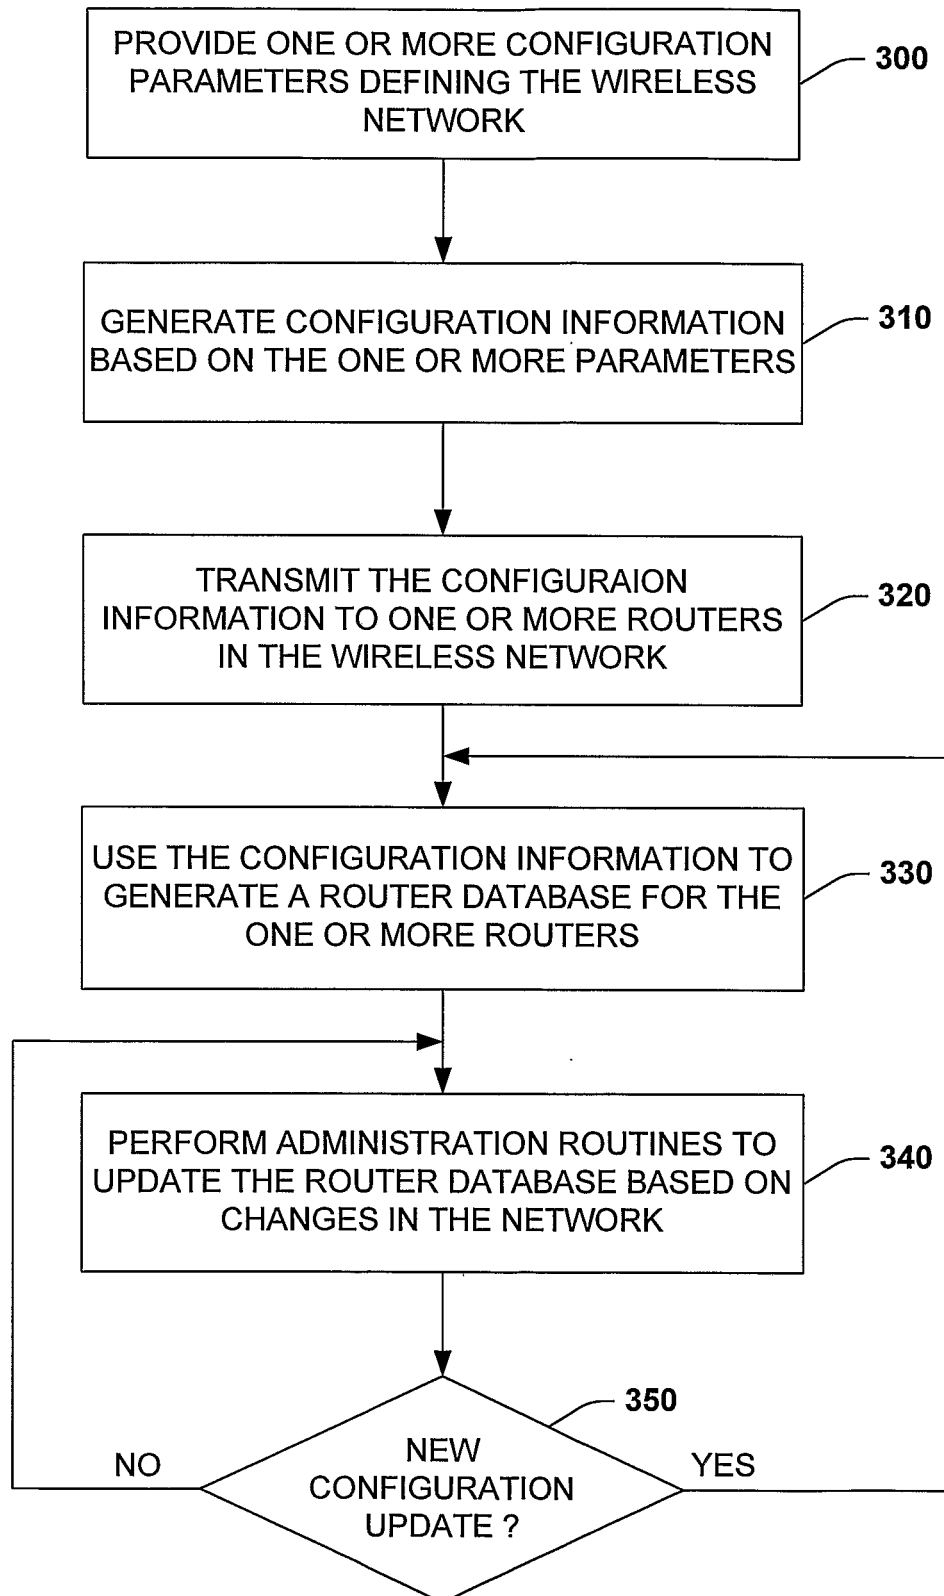 PROVIDE ONE OR MORE CONFIGURATION
PARAMETERS DEFINING THE WIRELESS
NETWORK
300
GENERATE CONFIGURATION INFORMATION
BASED ON THE ONE OR MORE PARAMETERS
310
TRANSMIT THE CONFIGURAION
INFORMATION TO ONE OR MORE ROUTERS
IN THE WIRELESS NETWORK
320
USE THE CONFIGURATION INFORMATION TO
GENERATE A ROUTER DATABASE FOR THE
ONE OR MORE ROUTERS
330
PERFORM ADMINISTRATION ROUTINES TO
UPDATE THE ROUTER DATABASE BASED ON
CHANGES IN THE NETWORK
340
350
NO
NEW
CONFIGURATION
UPDATE ?
YES